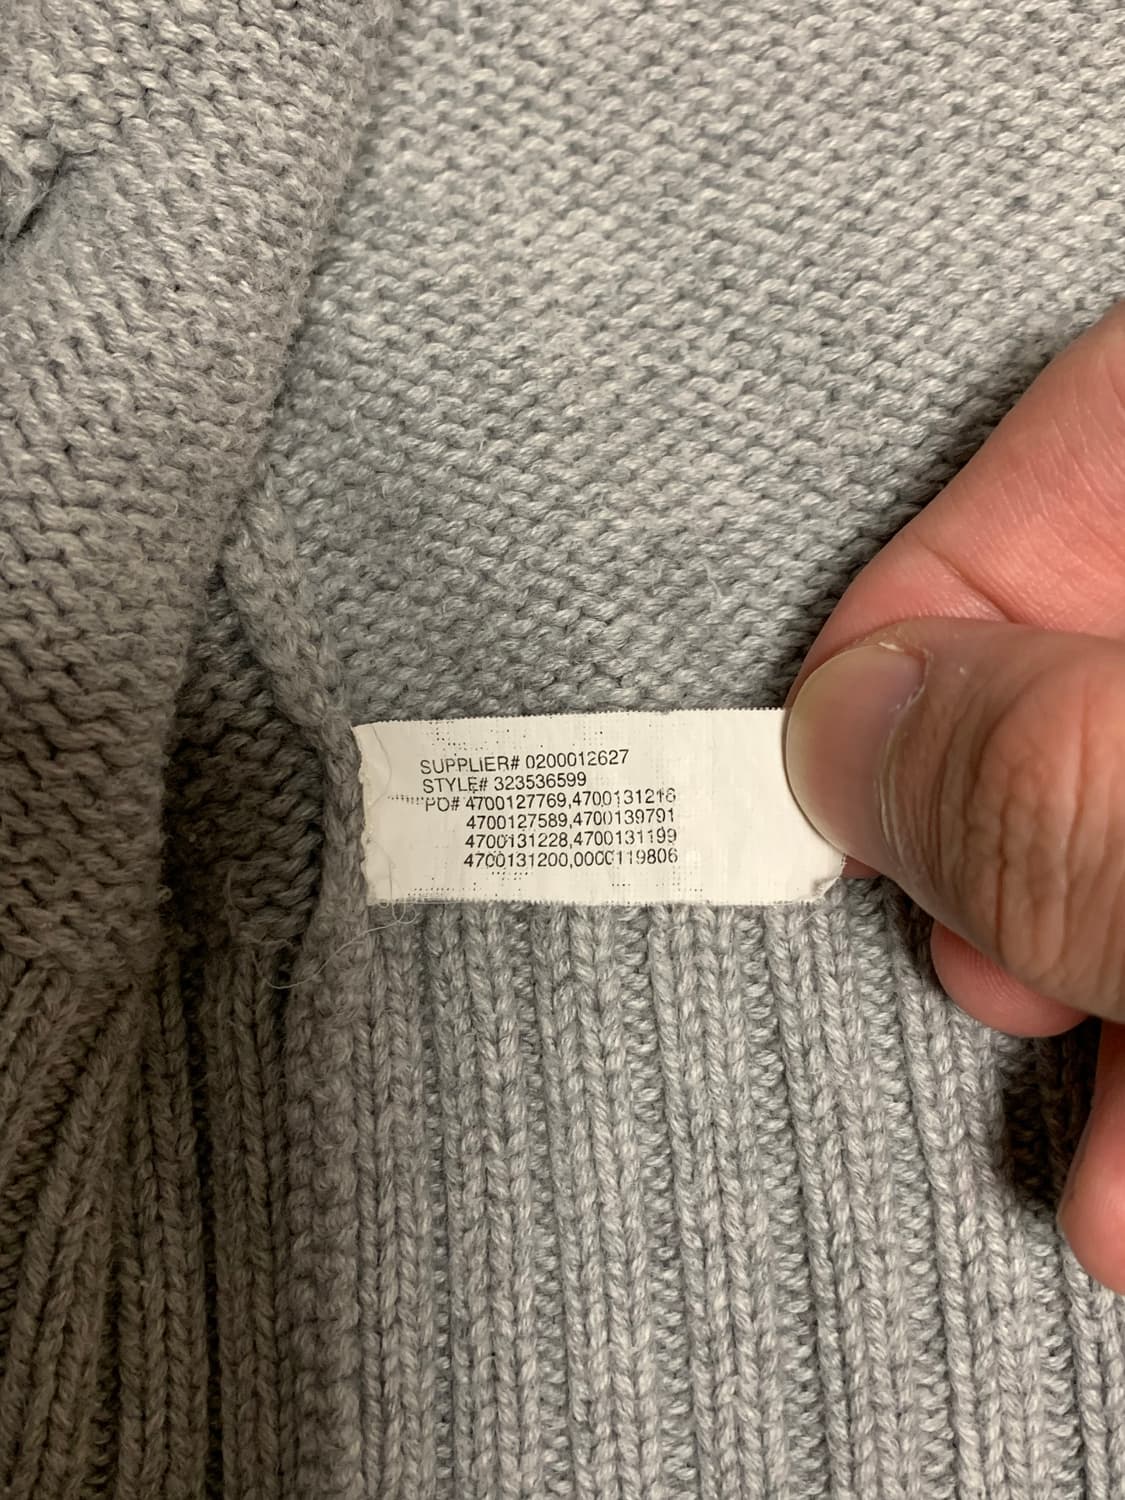 SUPPLIER# 0200012627
STYLE# 323536599
PO# 4700127769,4700131216
4700127589,4700139791
4700131228,4700131199
4700131200,0000119806